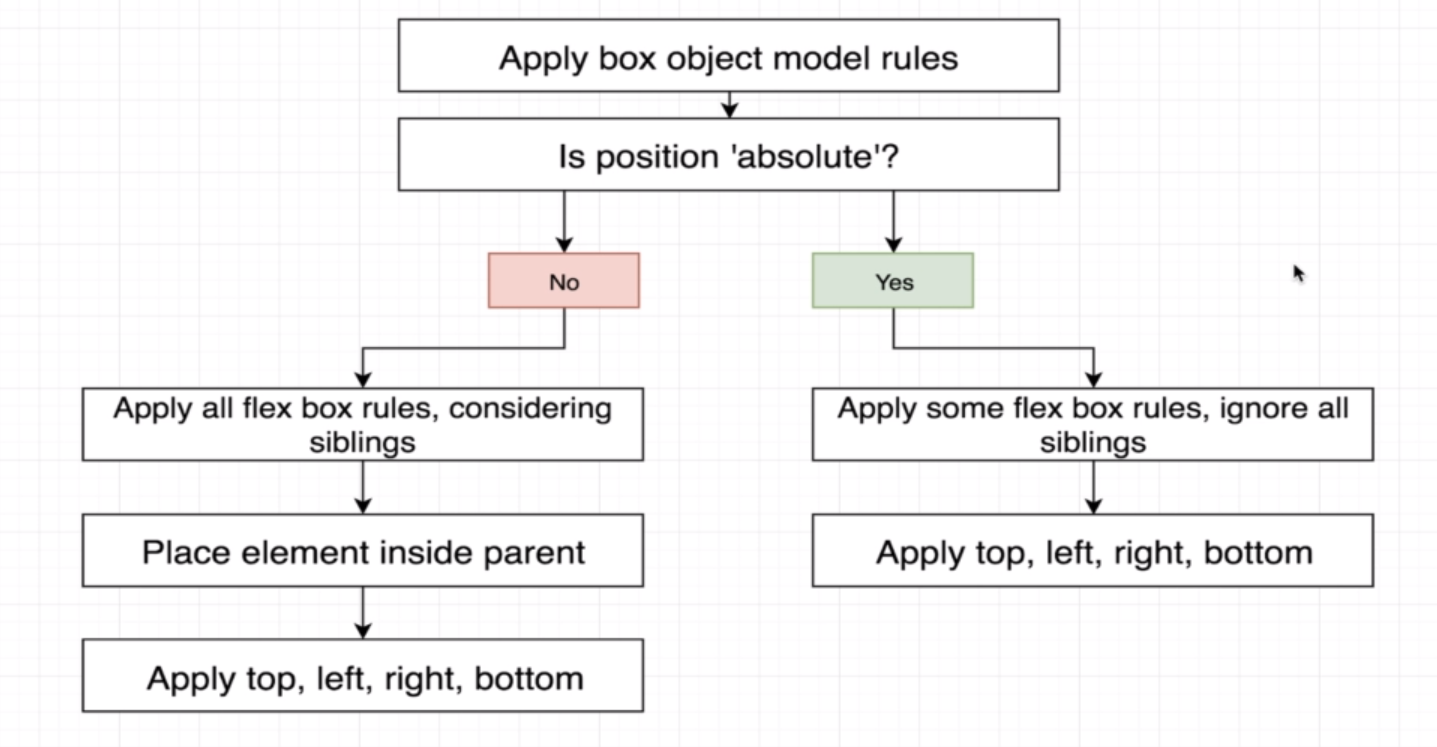 Apply box object model rules
Is position 'absolute'?
No
Yes
Apply all flex box rules, considering
siblings
Apply some flex box rules, ignore all
siblings
Place element inside parent
Apply top, left, right, bottom
Apply top, left, right, bottom